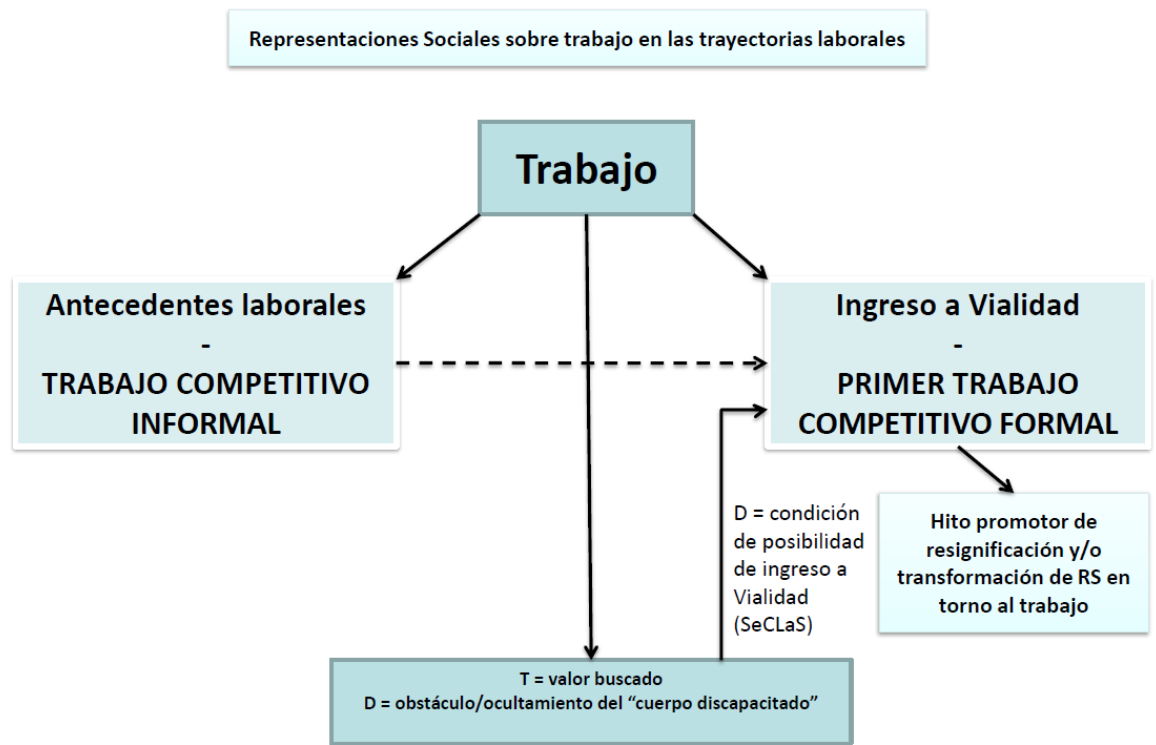 Representaciones Sociales sobre trabajo en las trayectorias laborales
Trabajo
Antecedentes laborales
-
TRABAJO COMPETITIVO
INFORMAL
Ingreso a Vialidad
-
PRIMER TRABAJO
COMPETITIVO FORMAL
D = condición
de posibilidad
de ingreso a
Vialidad
(SeCLaS)
Hito promotor de
resignificación y/o
transformación de RS en
torno al trabajo
T = valor buscado
D = obstáculo/ocultamiento del “cuerpo discapacitado”